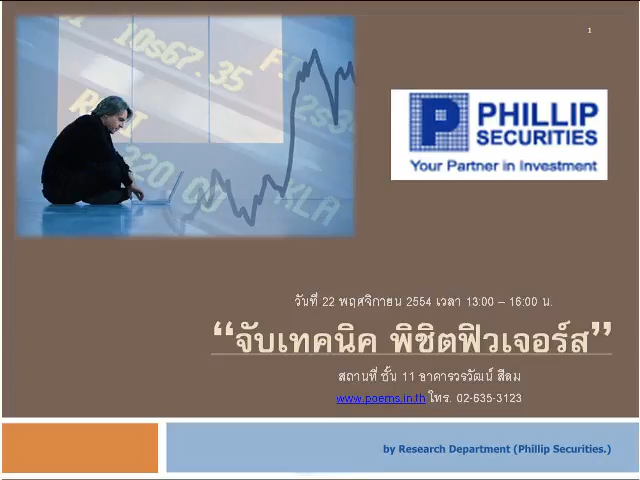 1
PHILLIP
SECURITIES
Your Partner in Investment
10s67.35
วันที่ 22 พฤศจิกายน 2554 เวลา 13:00 – 16:00 น.
“จับเทคนิค พิชิตฟิวเจอร์ส”
สถานที่ ชั้น 11 อาคารวรวัฒน์ สีลม
www.poems.in.th โทร. 02-635-3123
by Research Department (Phillip Securities.)